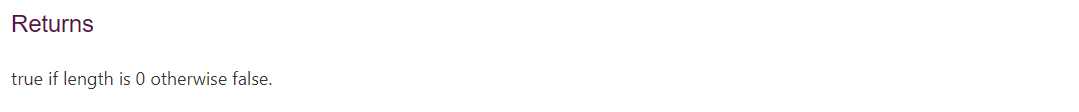 Returns
true if length is 0 otherwise false.